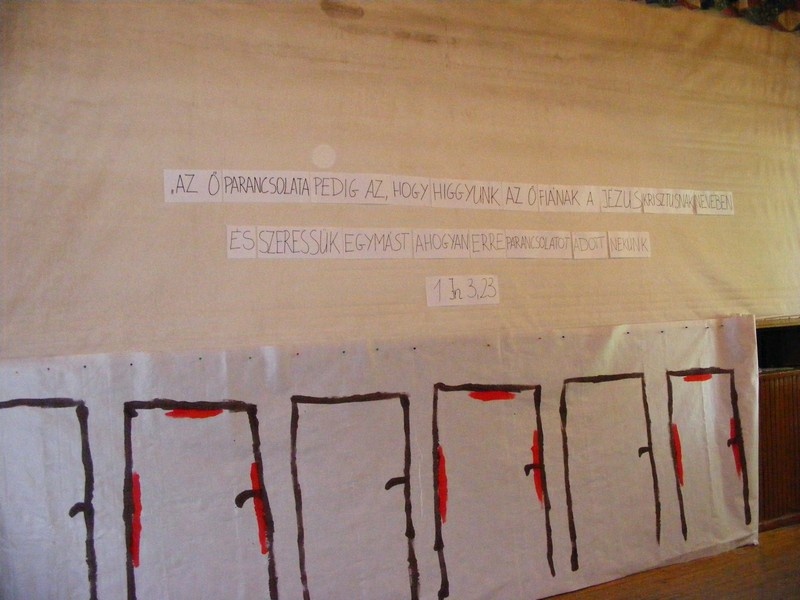 „AZ Ő PARANCSOLATA PEDIG AZ, HOGY HIGGYÜNK AZ Ő FIÁNAK A JÉZUS KRISZTUSNAK NEVÉBEN
ÉS SZERESSÜK EGYMÁST AHOGYAN ERRE PARANCSOLATOT ADOTT NEKÜNK
1 Jn 3,23